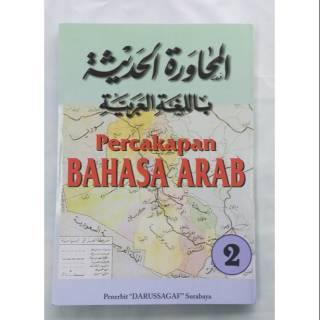 المحاورة الحديثة
باللغة العربية
Percakapan
BAHASA ARAB
2
Penerbit "DARUSSAGAF" Surabaya